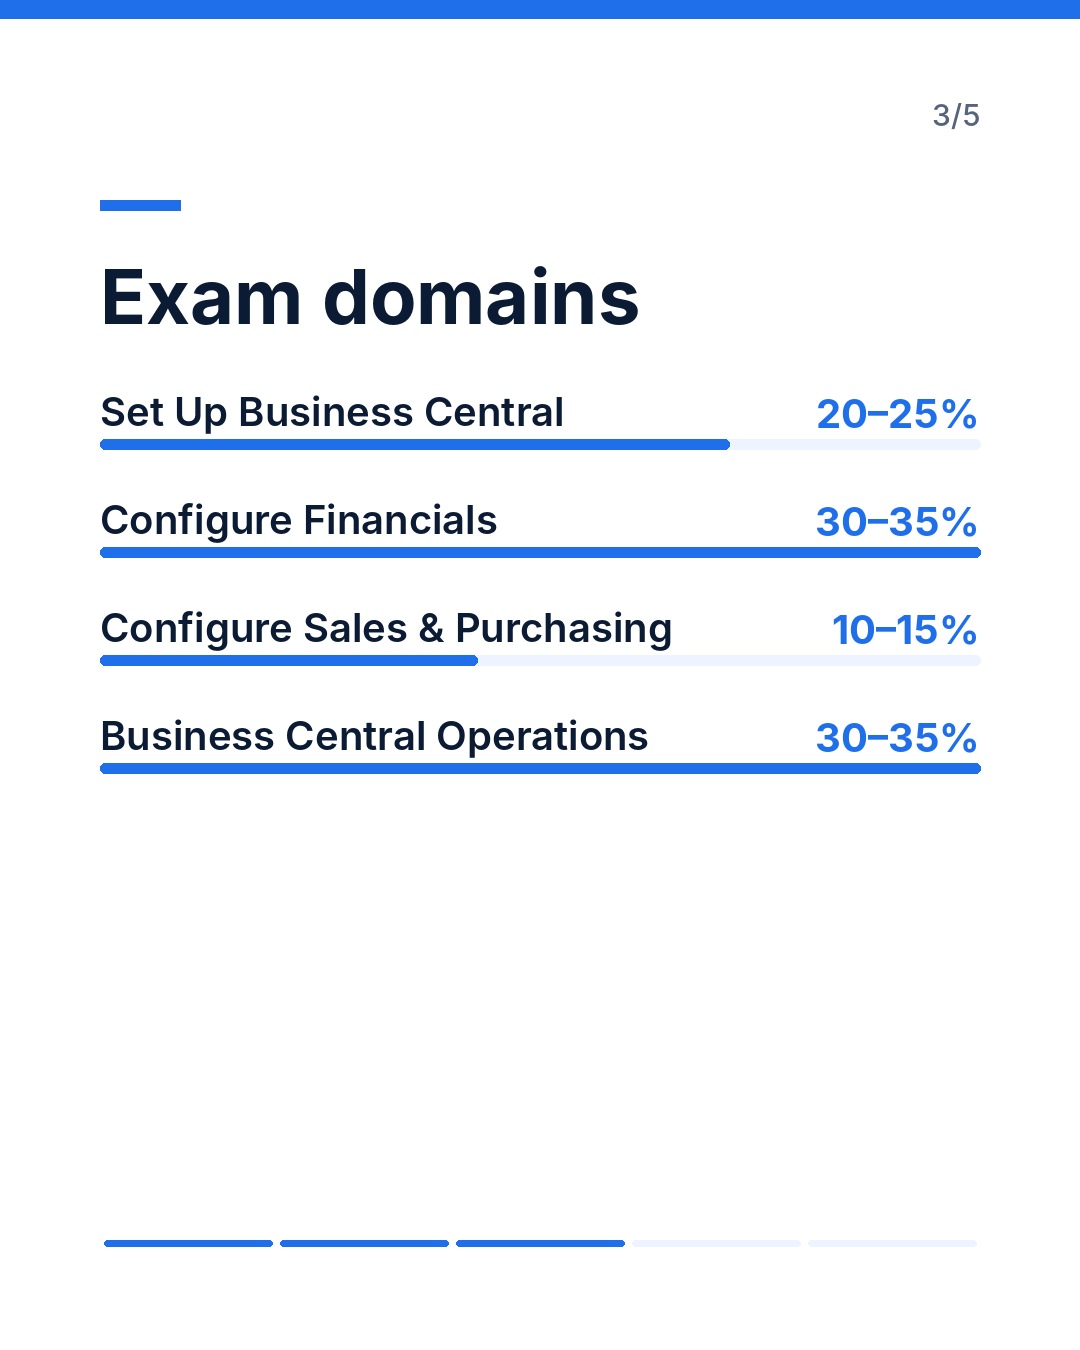 3/5
Exam domains
Set Up Business Central 20–25%
Configure Financials 30–35%
Configure Sales & Purchasing 10–15%
Business Central Operations 30–35%